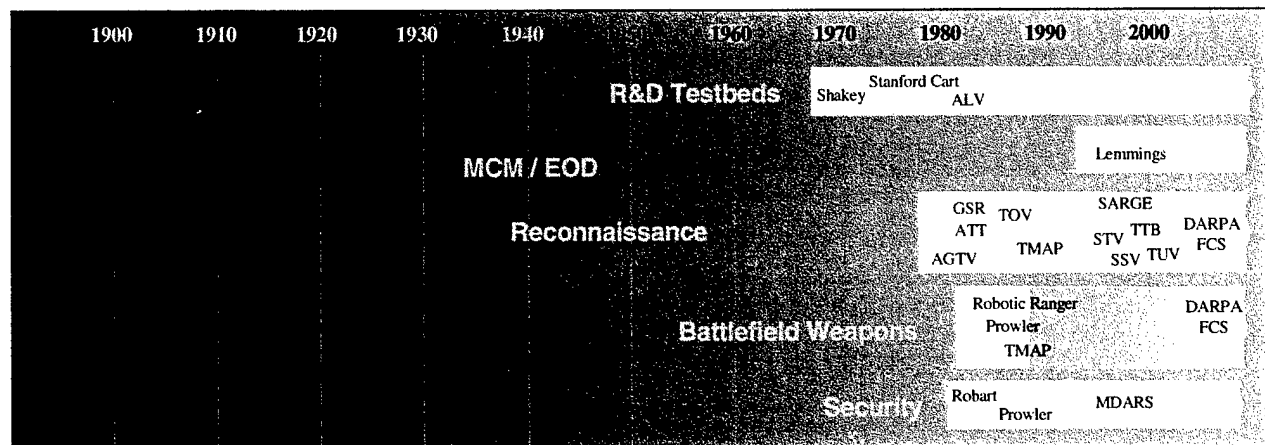 1900 1910 1920 1930 1940 1960 1970 1980 1990 2000
R&D Testbeds Shakey Stanford Cart ALV
MCM / EOD Lemmings
Reconnaissance
GSR TOV SARGE
ATT TTB DARPA
AGTV TMAP STV SSV TUV FCS
Battlefield Weapons
Robotic Ranger DARPA
Prowler FCS
TMAP
Security Robart Prowler MDARS